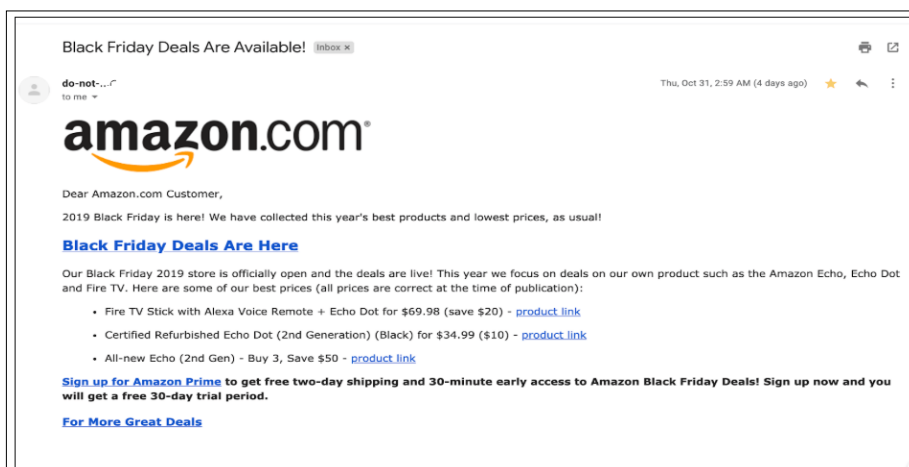 Black Friday Deals Are Available! Inbox ×
do-not-...
Thu, Oct 31, 2:59 AM (4 days ago)
to me
amazon.com®
Dear Amazon.com Customer,
2019 Black Friday is here! We have collected this year's best products and lowest prices, as usual!
Black Friday Deals Are Here
Our Black Friday 2019 store is officially open and the deals are live! This year we focus on deals on our own product such as the Amazon Echo, Echo Dot
and Fire TV. Here are some of our best prices (all prices are correct at the time of publication):
• Fire TV Stick with Alexa Voice Remote + Echo Dot for $69.98 (save $20) - product link
• Certified Refurbished Echo Dot (2nd Generation) (Black) for $34.99 ($10) - product link
• All-new Echo (2nd Gen) - Buy 3, Save $50 - product link
Sign up for Amazon Prime to get free two-day shipping and 30-minute early access to Amazon Black Friday Deals! Sign up now and you
will get a free 30-day trial period.
For More Great Deals